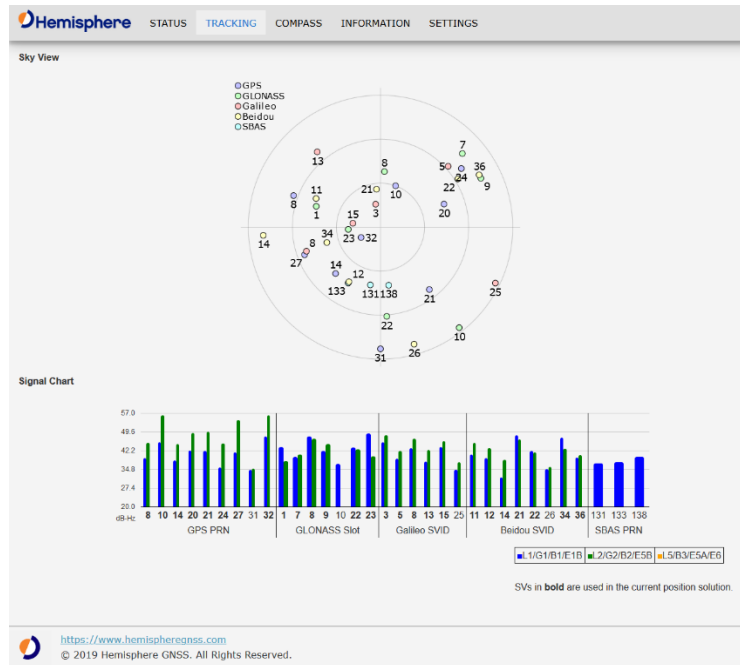 Hemisphere STATUS TRACKING COMPASS INFORMATION SETTINGS
Sky View
GPS
GLONASS
Galileo
Beidou
SBAS
7
13
8
5
36
24
22
9
21
10
11
8
1
15
3
20
34
23
32
14
8
27
14
12
133
131
138
21
25
22
10
31
26
Signal Chart
57.0
49.6
42.2
34.8
27.4
20.0
dB-Hz
8 10 14 20 21 24 27 31 32 1 7 8 9 10 22 23 3 5 8 13 15 25 11 12 14 21 22 26 34 36 131 133 138
GPS PRN GLONASS Slot Galileo SVID Beidou SVID SBAS PRN
L1/G1/B1/E1B L2/G2/B2/E5B L5/B3/E5A/E6
SVs in bold are used in the current position solution.
https://www.hemispheregnss.com
© 2019 Hemisphere GNSS. All Rights Reserved.